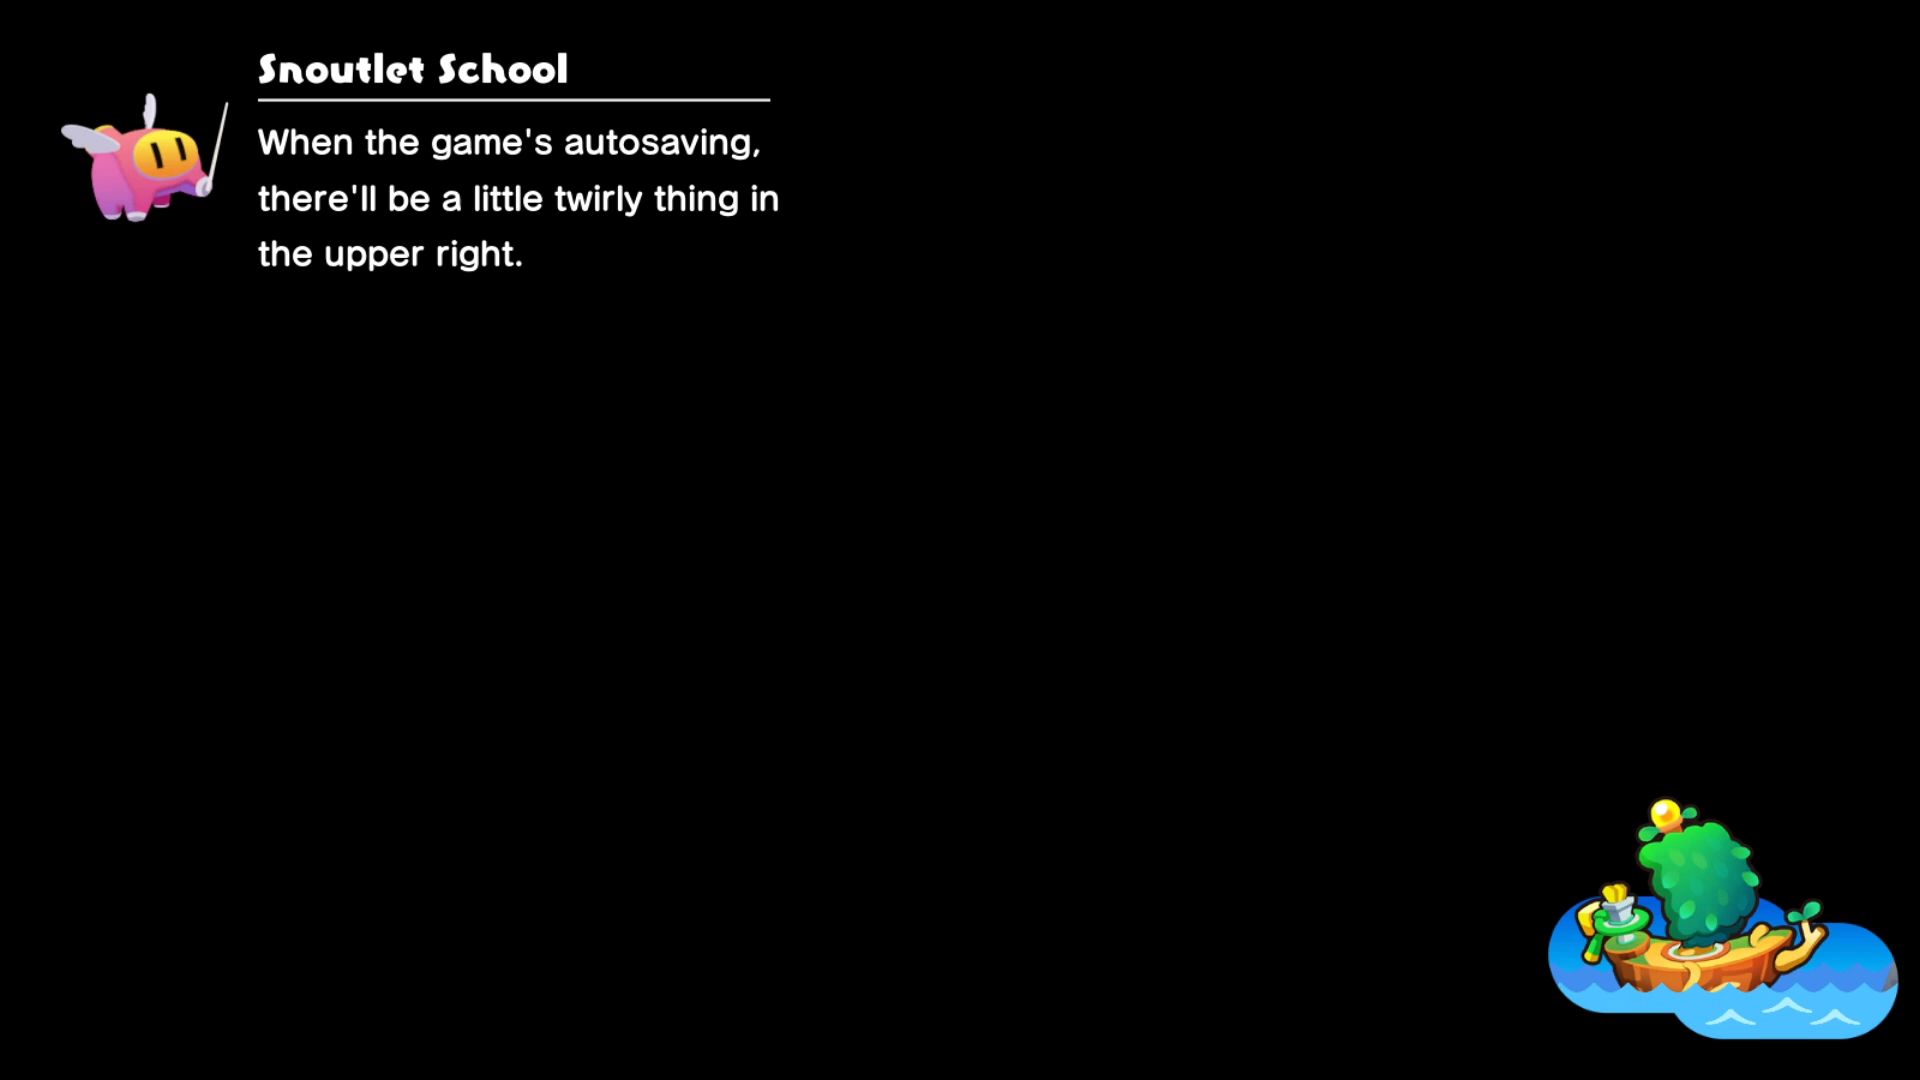 Snoutlet School
When the game's autosaving,
there'll be a little twirly thing in
the upper right.